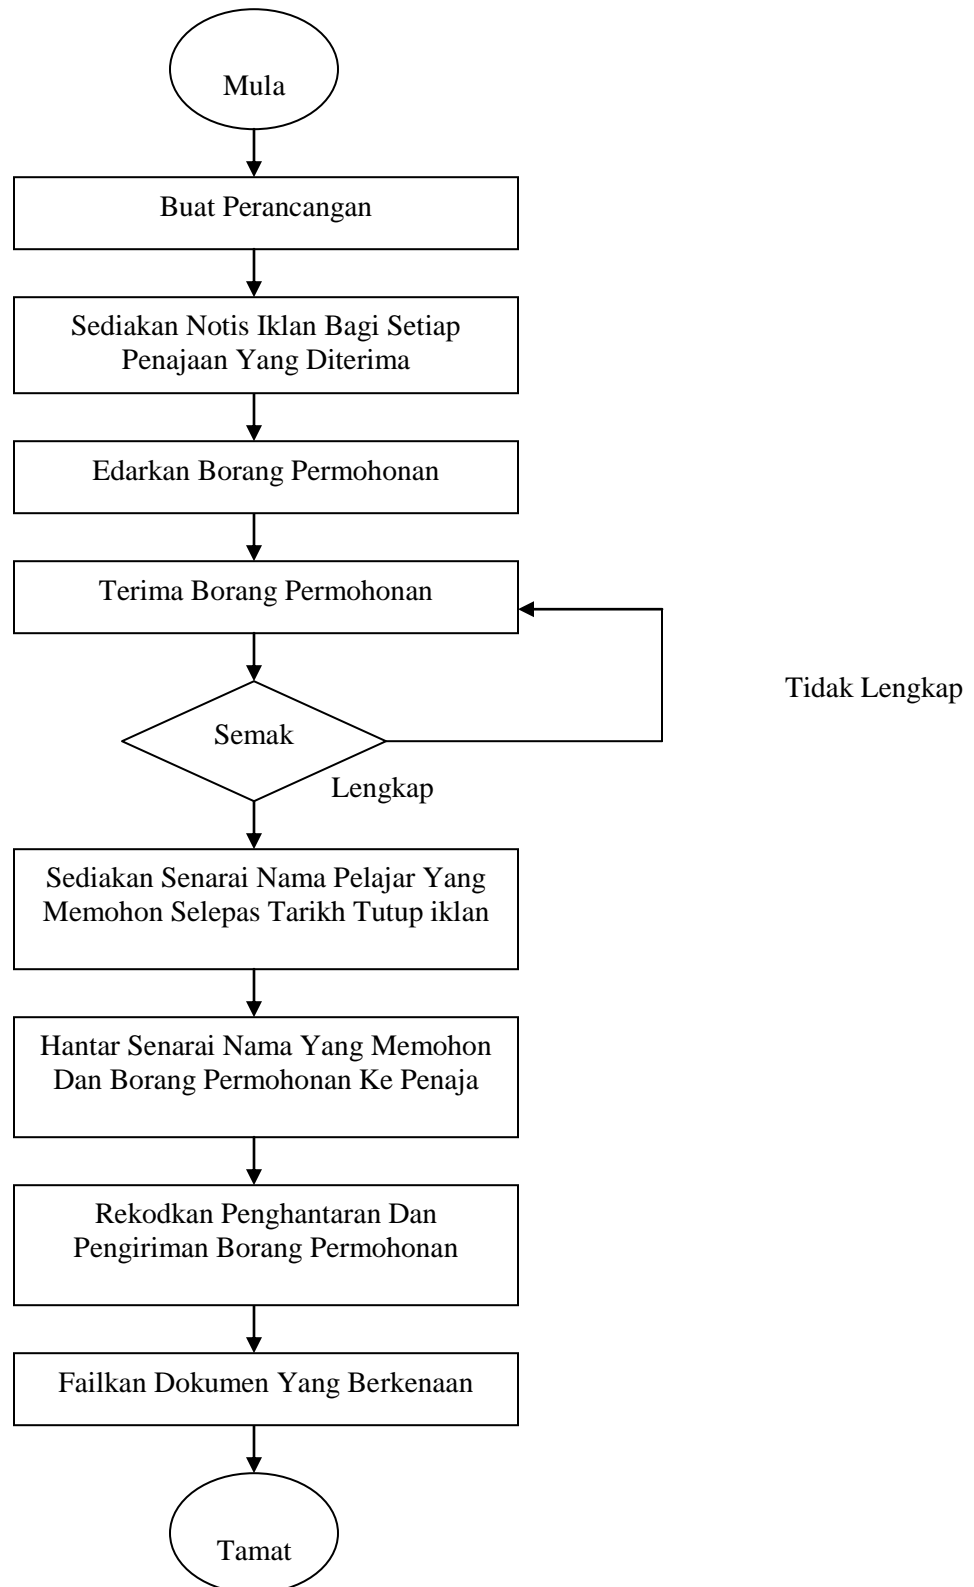 Mula
Buat Perancangan
Sediakan Notis Iklan Bagi Setiap
Penajaan Yang Diterima
Edarkan Borang Permohonan
Terima Borang Permohonan
Tidak Lengkap
Semak
Lengkap
Sediakan Senarai Nama Pelajar Yang
Memohon Selepas Tarikh Tutup iklan
Hantar Senarai Nama Yang Memohon
Dan Borang Permohonan Ke Penaja
Rekodkan Penghantaran Dan
Pengiriman Borang Permohonan
Failkan Dokumen Yang Berkenaan
Tamat